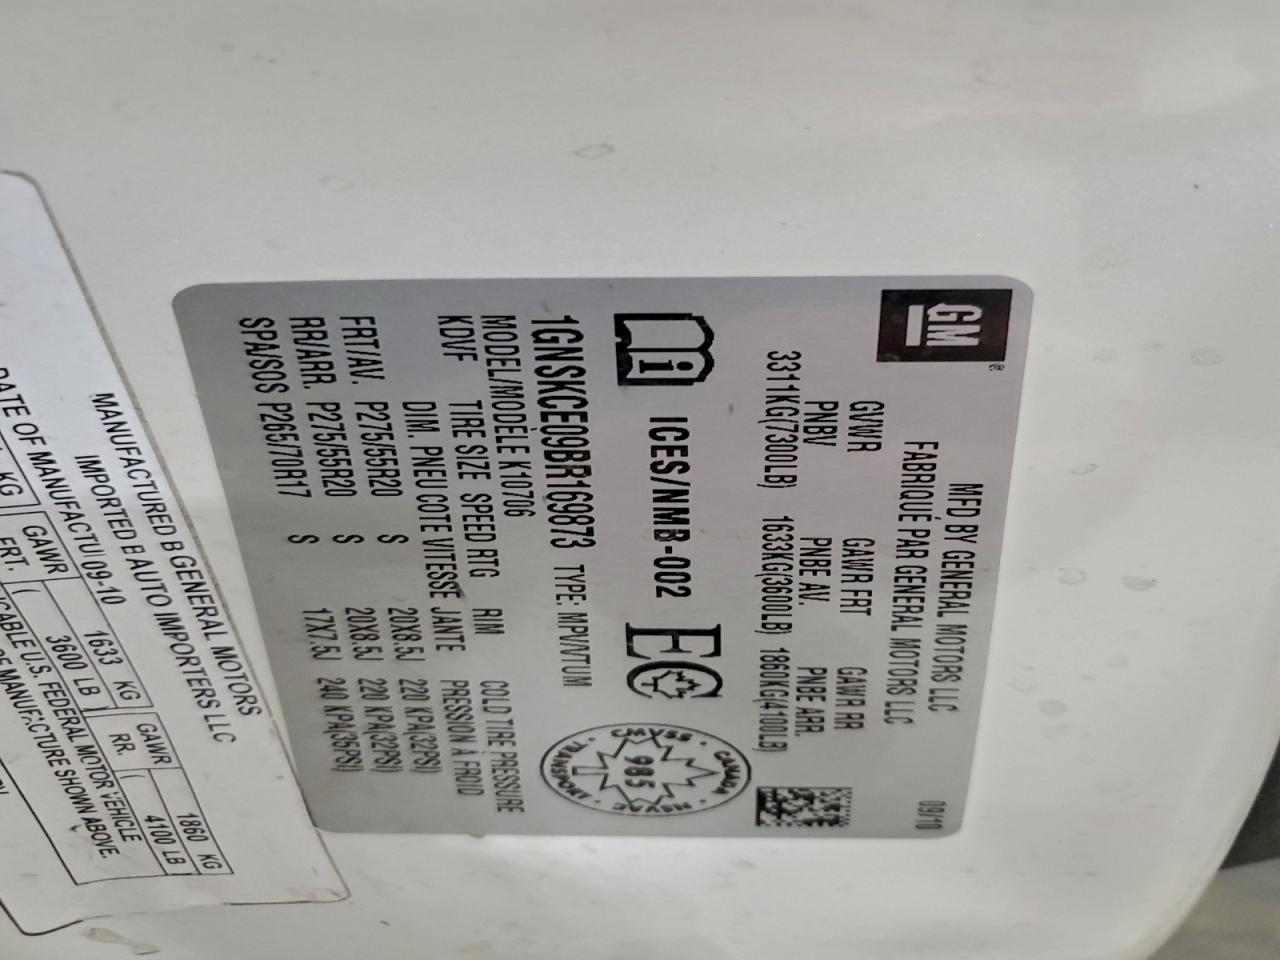 GM®
MFD BY GENERAL MOTORS LLC 09/10
FABRIQUÉ PAR GENERAL MOTORS LLC
GVWR GAWR FRT GAWR RR
PNBV PNBE AV. PNBE ARR.
3311KG(7300LB) 1633KG(3600LB) 1860KG(4100LB)
i ICES/NMB-002 EC
CMVSS · CANADA · NSVAC · TRANSPORT ·
985
1GNSKCE09BR169873 TYPE: MPV/VTUM
MODEL/MODÈLE K10706
KDVF TIRE SIZE SPEED RTG RIM COLD TIRE PRESSURE
DIM. PNEU COTE VITESSE JANTE PRESSION À FROID
FRT/AV. P275/55R20 S 20X8.5J 220 KPA(32PSI)
RR/ARR. P275/55R20 S 20X8.5J 220 KPA(32PSI)
SPA/SOS P265/70R17 S 17X7.5J 240 KPA(35PSI)
MANUFACTURED B GENERAL MOTORS
IMPORTED B AUTO IMPORTERS LLC
DATE OF MANUFACTU 09-10
KG GAWR 1633 KG GAWR 1860 KG
FRT. ( 3600 LB ) RR. ( 4100 LB )
U.S. FEDERAL MOTOR VEHICLE
OF MANUFACTURE SHOWN ABOVE.